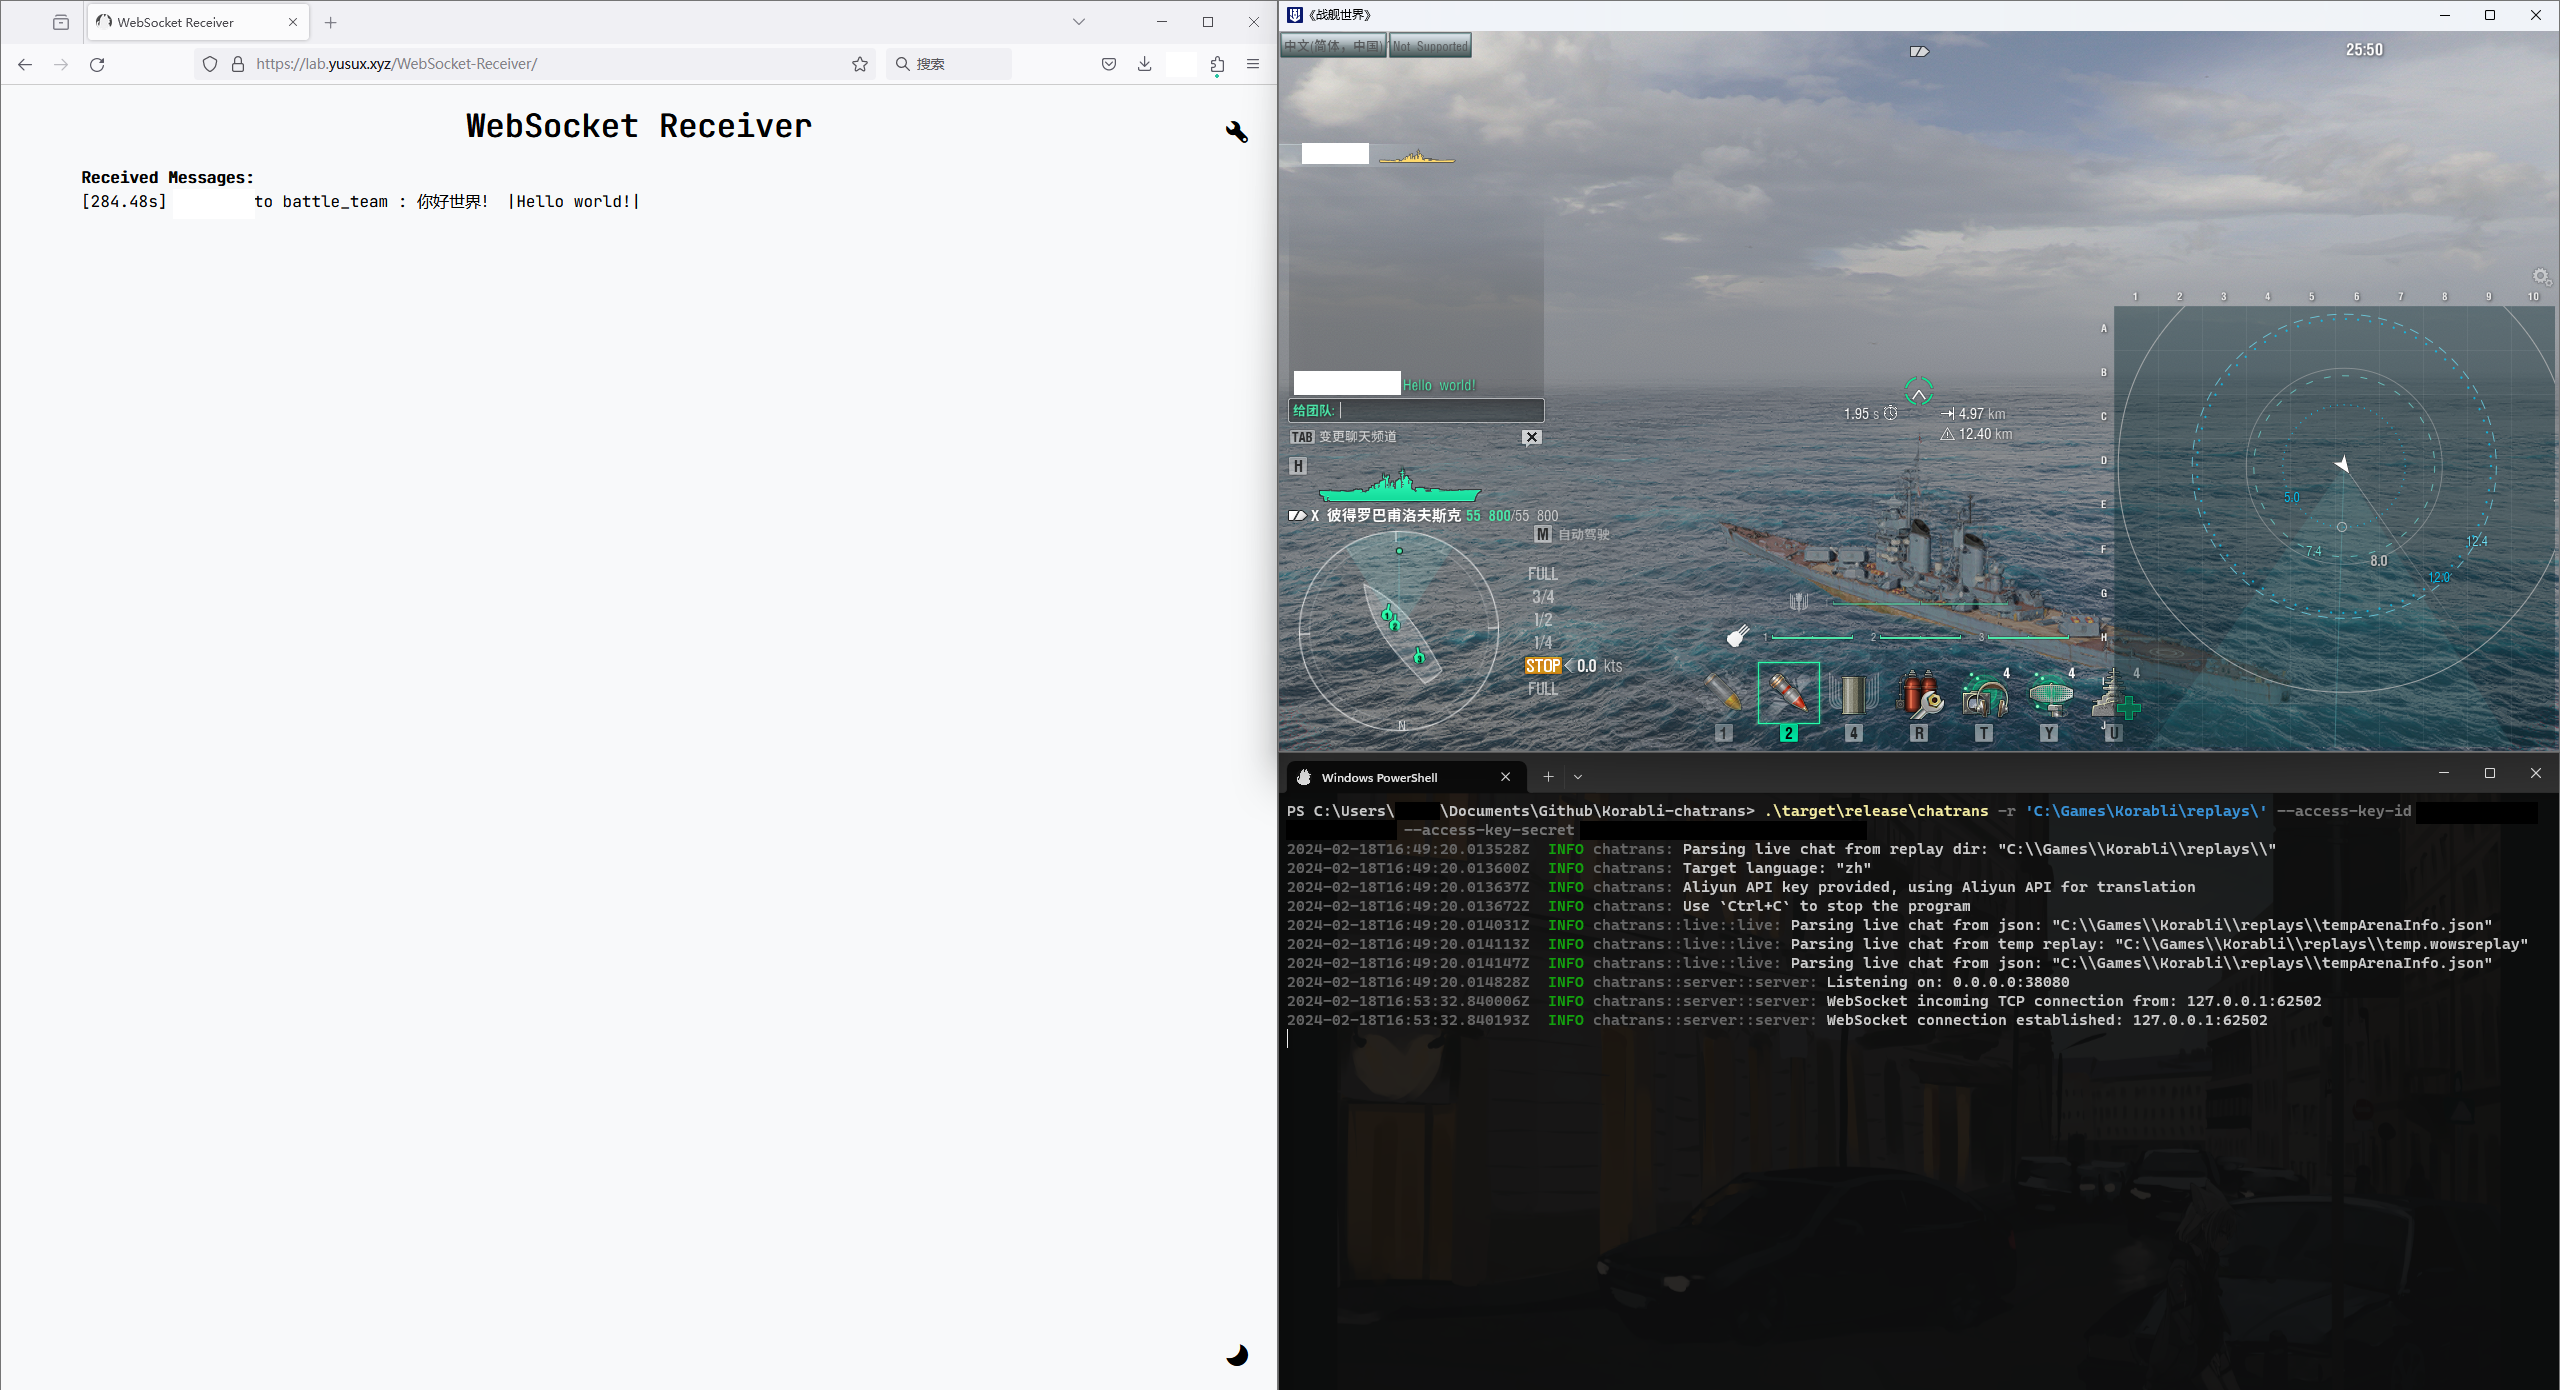 WebSocket Receiver
https://lab.yusux.xyz/WebSocket-Receiver/
搜索
WebSocket Receiver
Received Messages:
[284.48s] to battle_team : 你好世界! |Hello world!|
《战舰世界》
中文(简体，中国) Not Supported
25:50
Hello world!
给团队:
TAB 变更聊天频道
H
X 彼得罗巴甫洛夫斯克 55 800/55 800
M 自动驾驶
FULL
3/4
1/2
1/4
STOP 0.0 kts
FULL
N
1.95 s 4.97 km
12.40 km
1 2 3
4 4 4
1 2 4 R T Y U
1 2 3 4 5 6 7 8 9 10
A
B
C
D
E
F
G
H
I
J
5.0
7.4
8.0
12.4
12.0
Windows PowerShell
PS C:\Users\ \Documents\Github\Korabli-chatrans> .\target\release\chatrans -r 'C:\Games\Korabli\replays\' --access-key-id
--access-key-secret
2024-02-18T16:49:20.013528Z INFO chatrans: Parsing live chat from replay dir: "C:\\Games\\Korabli\\replays\\"
2024-02-18T16:49:20.013600Z INFO chatrans: Target language: "zh"
2024-02-18T16:49:20.013637Z INFO chatrans: Aliyun API key provided, using Aliyun API for translation
2024-02-18T16:49:20.013672Z INFO chatrans: Use `Ctrl+C` to stop the program
2024-02-18T16:49:20.014031Z INFO chatrans::live::live: Parsing live chat from json: "C:\\Games\\Korabli\\replays\\tempArenaInfo.json"
2024-02-18T16:49:20.014113Z INFO chatrans::live::live: Parsing live chat from temp replay: "C:\\Games\\Korabli\\replays\\temp.wowsreplay"
2024-02-18T16:49:20.014147Z INFO chatrans::live::live: Parsing live chat from json: "C:\\Games\\Korabli\\replays\\tempArenaInfo.json"
2024-02-18T16:49:20.014828Z INFO chatrans::server::server: Listening on: 0.0.0.0:38080
2024-02-18T16:53:32.840006Z INFO chatrans::server::server: WebSocket incoming TCP connection from: 127.0.0.1:62502
2024-02-18T16:53:32.840193Z INFO chatrans::server::server: WebSocket connection established: 127.0.0.1:62502